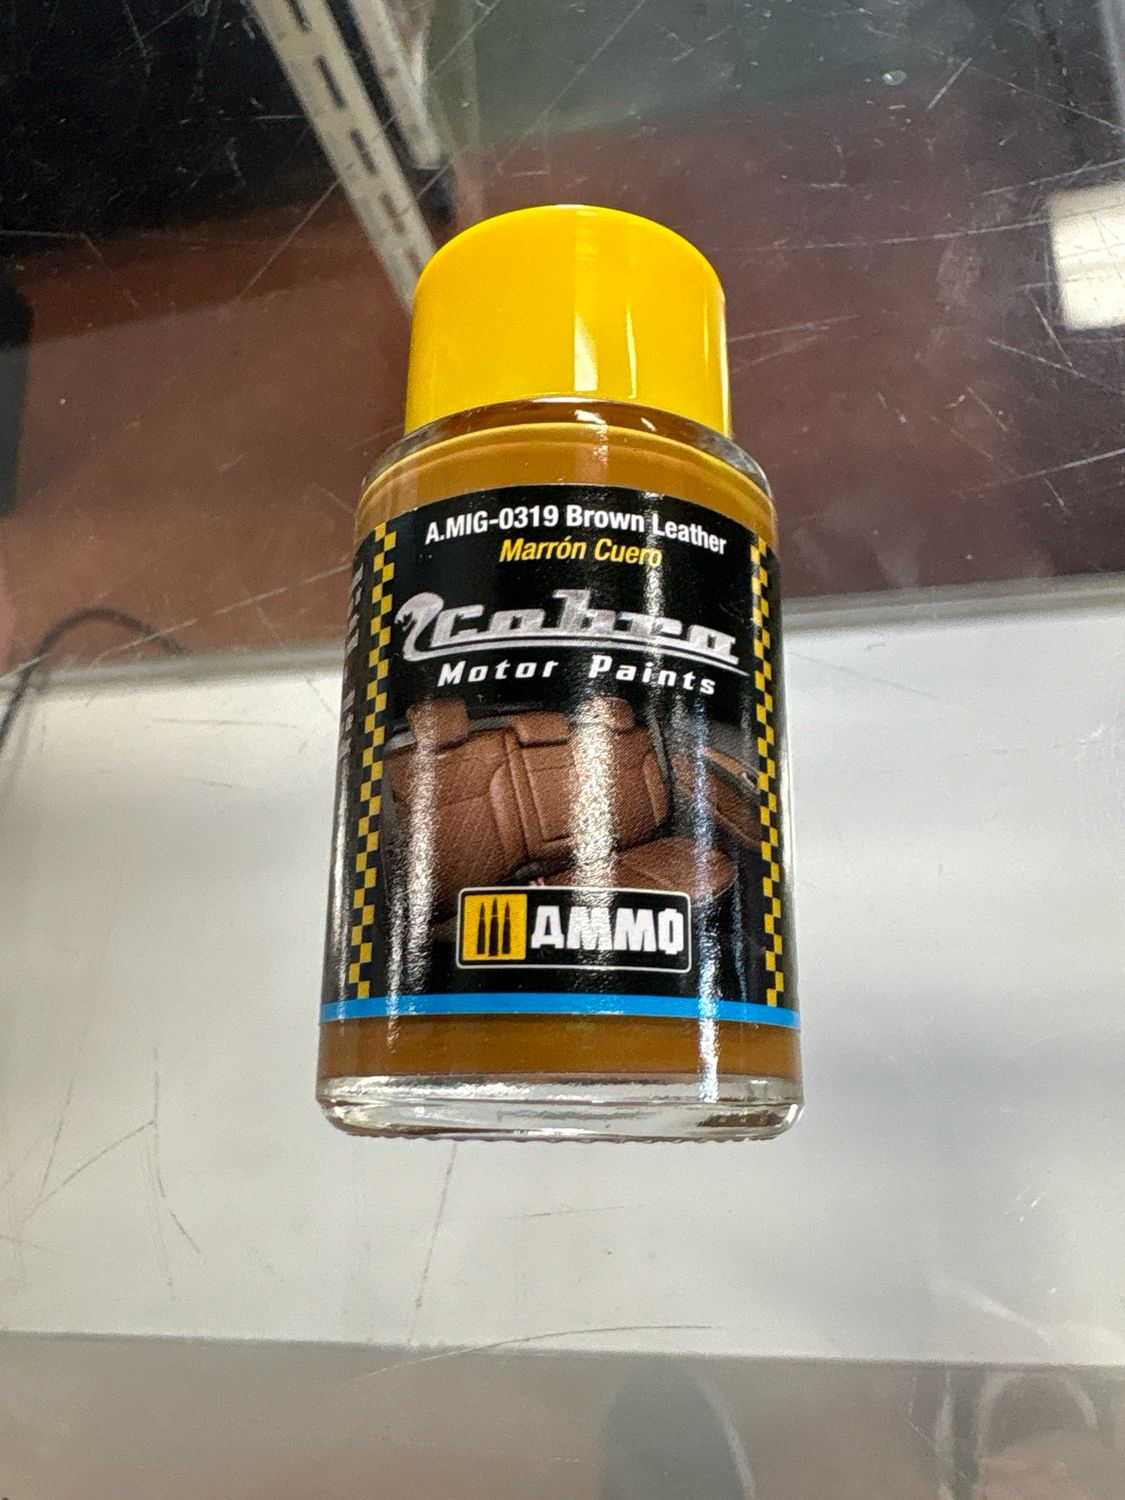 A.MIG-0319 Brown Leather
Marrón Cuero
Cobra
Motor Paints
AMMO